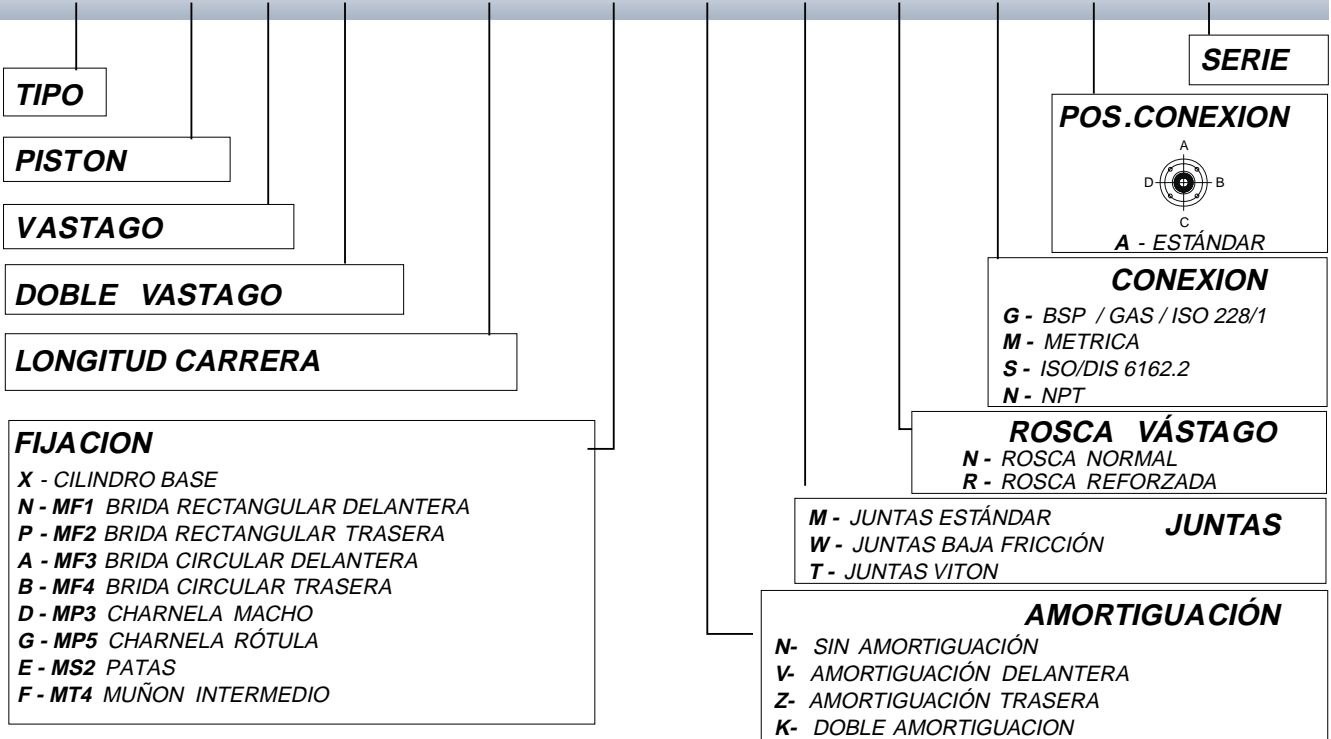 TIPO
PISTON
VASTAGO
DOBLE VASTAGO
LONGITUD CARRERA
FIJACION
X - CILINDRO BASE
N - MF1 BRIDA RECTANGULAR DELANTERA
P - MF2 BRIDA RECTANGULAR TRASERA
A - MF3 BRIDA CIRCULAR DELANTERA
B - MF4 BRIDA CIRCULAR TRASERA
D - MP3 CHARNELA MACHO
G - MP5 CHARNELA RÓTULA
E - MS2 PATAS
F - MT4 MUÑON INTERMEDIO
SERIE
POS.CONEXION
A
D B
C
A - ESTÁNDAR
CONEXION
G - BSP / GAS / ISO 228/1
M - METRICA
S - ISO/DIS 6162.2
N - NPT
ROSCA VÁSTAGO
N - ROSCA NORMAL
R - ROSCA REFORZADA
JUNTAS
M - JUNTAS ESTÁNDAR
W - JUNTAS BAJA FRICCIÓN
T - JUNTAS VITON
AMORTIGUACIÓN
N- SIN AMORTIGUACIÓN
V- AMORTIGUACIÓN DELANTERA
Z- AMORTIGUACIÓN TRASERA
K- DOBLE AMORTIGUACION